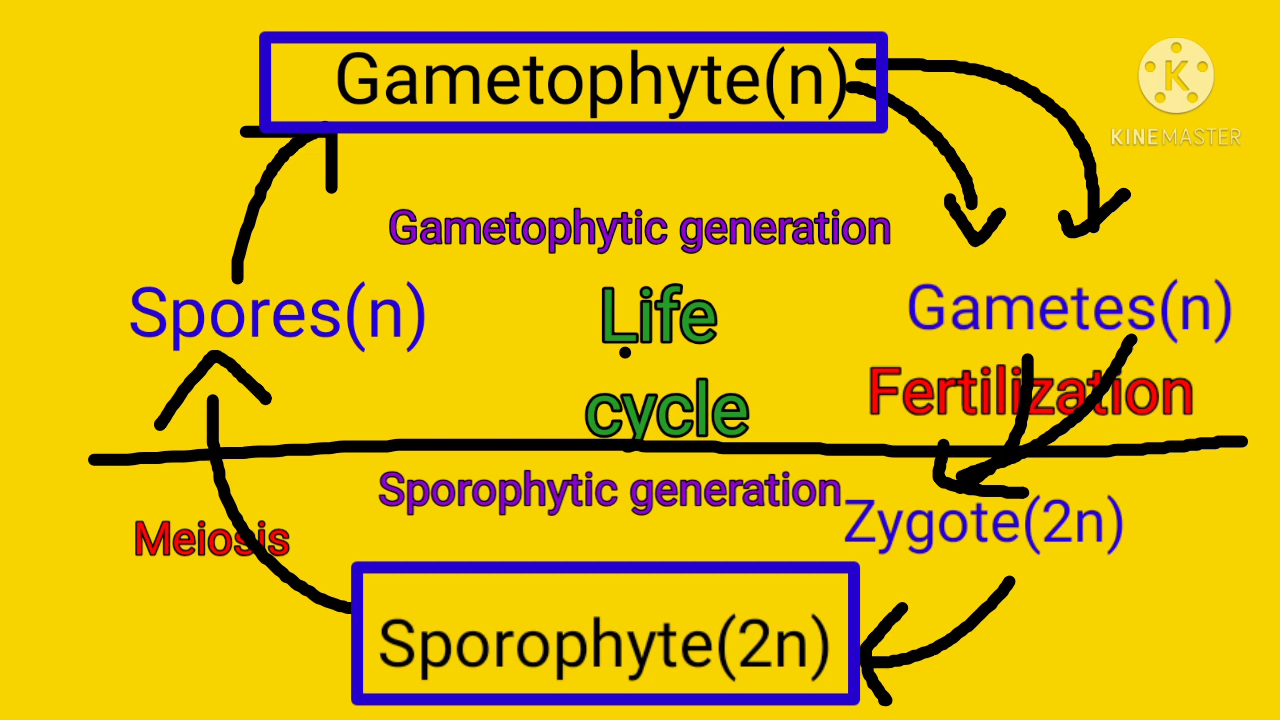 Gametophyte(n)
KINEMASTER
Gametophytic generation
Spores(n)
Life
Gametes(n)
cycle
Fertilization
Sporophytic generation
Zygote(2n)
Meiosis
Sporophyte(2n)